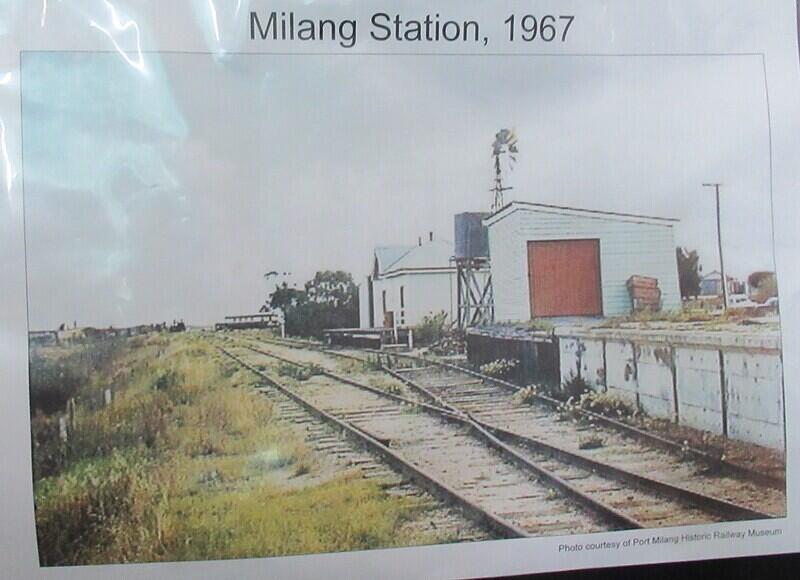 Milang Station, 1967
Photo courtesy of Port Milang Historic Railway Museum